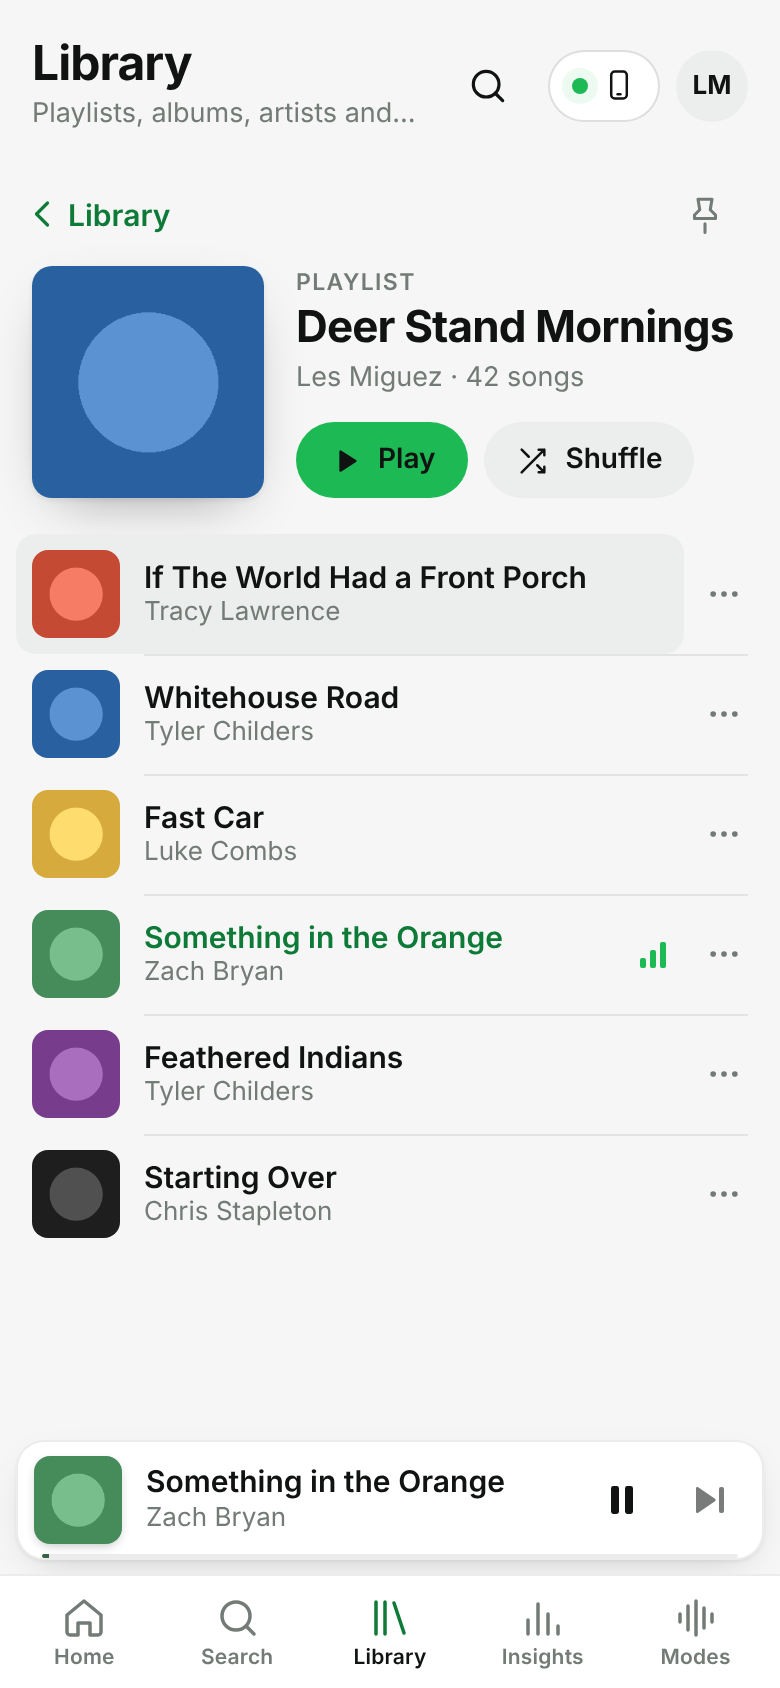 Library
Playlists, albums, artists and...
LM
Library
PLAYLIST
Deer Stand Mornings
Les Miguez · 42 songs
Play
Shuffle
If The World Had a Front Porch
Tracy Lawrence
Whitehouse Road
Tyler Childers
Fast Car
Luke Combs
Something in the Orange
Zach Bryan
Feathered Indians
Tyler Childers
Starting Over
Chris Stapleton
Something in the Orange
Zach Bryan
Home
Search
Library
Insights
Modes